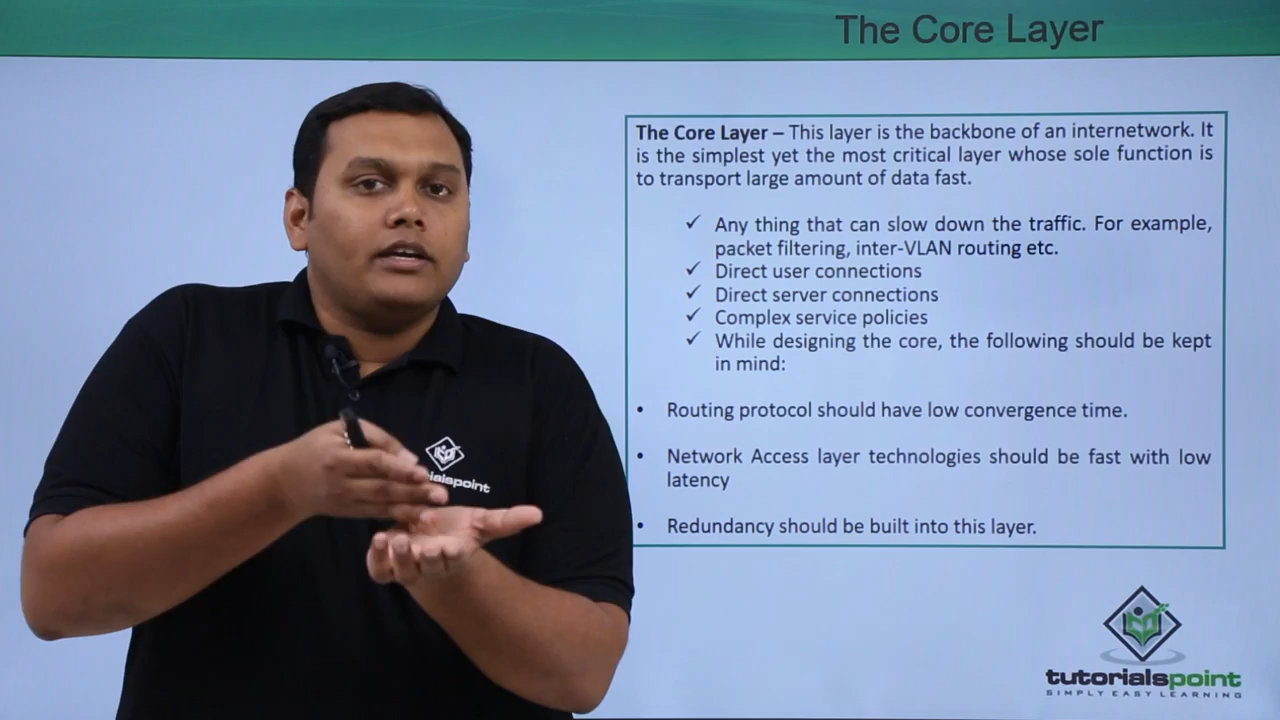 The Core Layer
The Core Layer – This layer is the backbone of an internetwork. It
is the simplest yet the most critical layer whose sole function is
to transport large amount of data fast.
✓ Any thing that can slow down the traffic. For example,
packet filtering, inter-VLAN routing etc.
✓ Direct user connections
✓ Direct server connections
✓ Complex service policies
✓ While designing the core, the following should be kept
in mind:
• Routing protocol should have low convergence time.
• Network Access layer technologies should be fast with low
latency
• Redundancy should be built into this layer.
ialspoint
tutorialspoint
SIMPLY EASY LEARNING